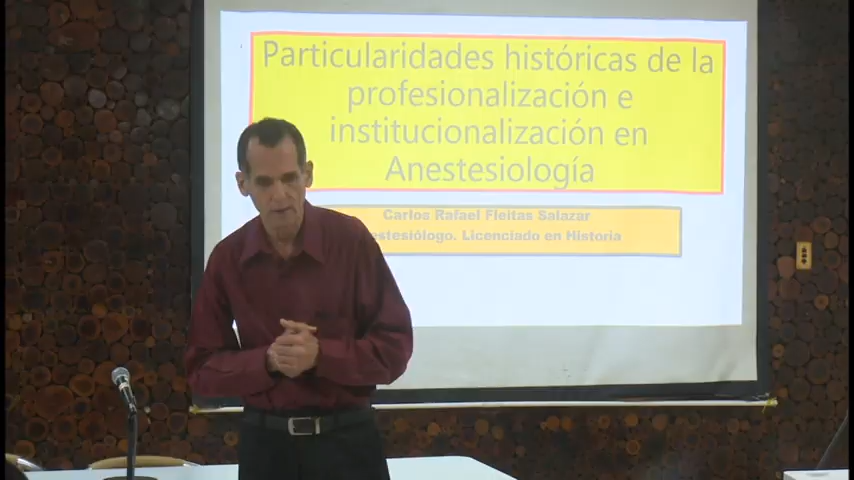 Particularidades históricas de la
profesionalización e
institucionalización en
Anestesiología
Carlos Rafael Fleitas Salazar
Licenciado en Historia